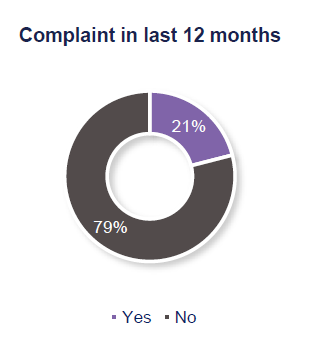 Complaint in last 12 months
21%
79%
Yes No